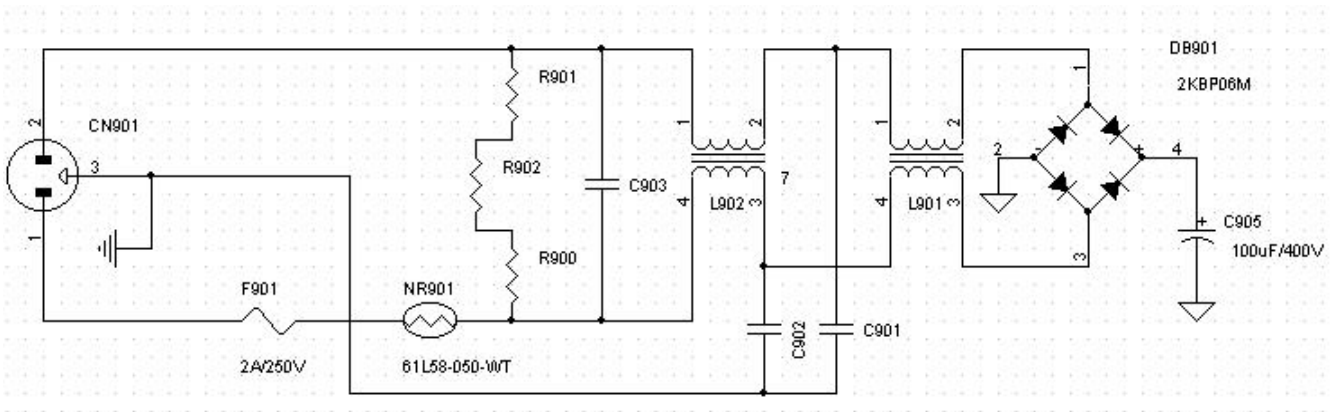 DB901
2KBP06M
CN901
2
3
1
R901
R902
R900
C903
1
2
4
3
L902
7
1
2
4
3
L901
1
2
-
+
4
3
C905
+
100uF/400V
F901
2A/250V
NR901
61L58-050-WT
C902
C901